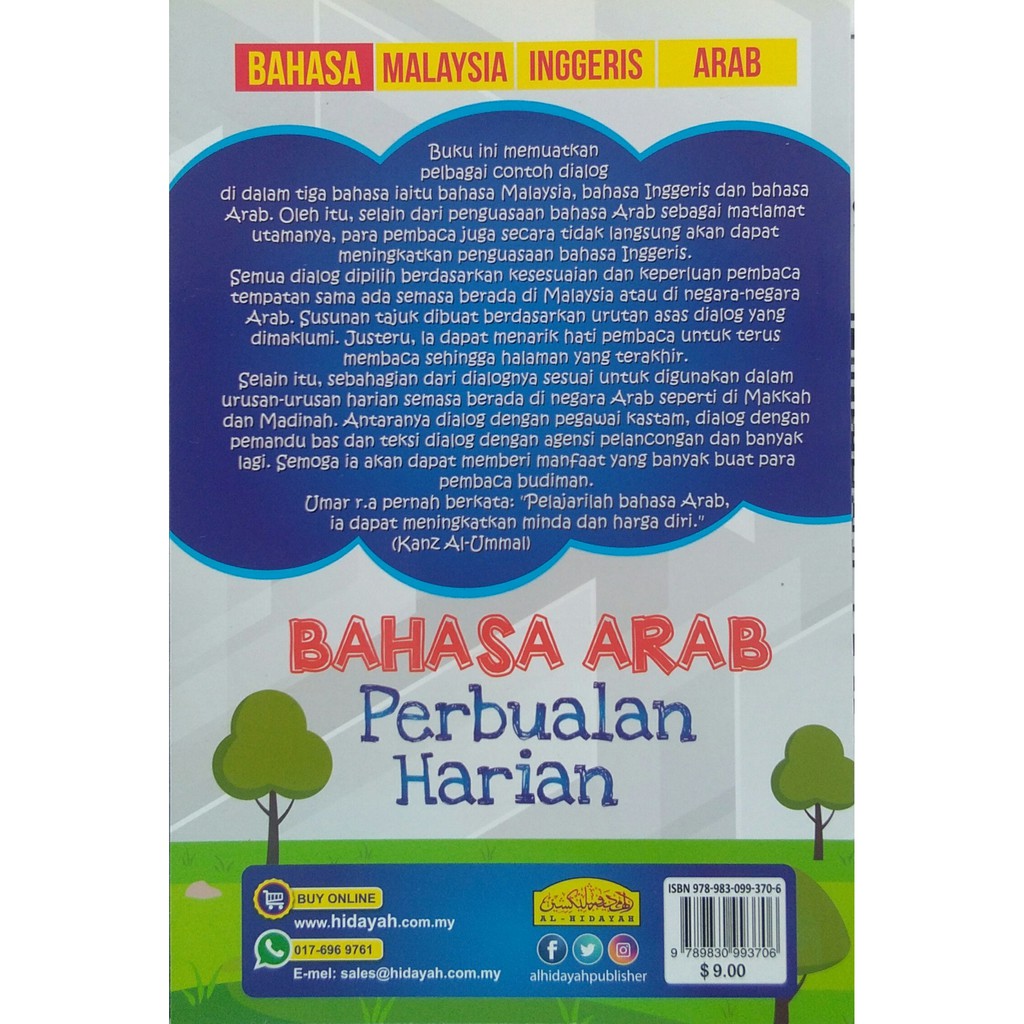 BAHASA MALAYSIA INGGERIS ARAB
Buku ini memuatkan
pelbagai contoh dialog
di dalam tiga bahasa iaitu bahasa Malaysia, bahasa Inggeris dan bahasa
Arab. Oleh itu, selain dari penguasaan bahasa Arab sebagai matlamat
utamanya, para pembaca juga secara tidak langsung akan dapat
meningkatkan penguasaan bahasa Inggeris.
Semua dialog dipilih berdasarkan kesesuaian dan keperluan pembaca
tempatan sama ada semasa berada di Malaysia atau di negara-negara
Arab. Susunan tajuk dibuat berdasarkan urutan asas dialog yang
dimaklumi. Justeru, Ia dapat menarik hati pembaca untuk terus
membaca sehingga halaman yang terakhir.
Selain itu, sebahagian dari dialognya sesuai untuk digunakan dalam
urusan-urusan harian semasa berada di negara Arab seperti di Makkah
dan Madinah. Antaranya dialog dengan pegawai kastam, dialog dengan
pemandu bas dan teksi dialog dengan agensi pelancongan dan banyak
lagi. Semoga ia akan dapat memberi manfaat yang banyak buat para
pembaca budiman.
Umar r.a pernah berkata: "Pelajarilah bahasa Arab,
ia dapat meningkatkan minda dan harga diri."
(Kanz Al-Ummal)
BAHASA ARAB
Perbualan
Harian
BUY ONLINE
www.hidayah.com.my
017-696 9761
E-mel: sales@hidayah.com.my
AL-HIDAYAH
alhidayahpublisher
ISBN 978-983-099-370-6
9 789830 993706
$ 9.00